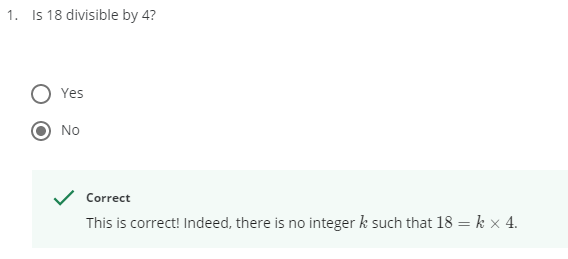 1. Is 18 divisible by 4?
Yes
No
Correct
This is correct! Indeed, there is no integer k such that 18 = k × 4.